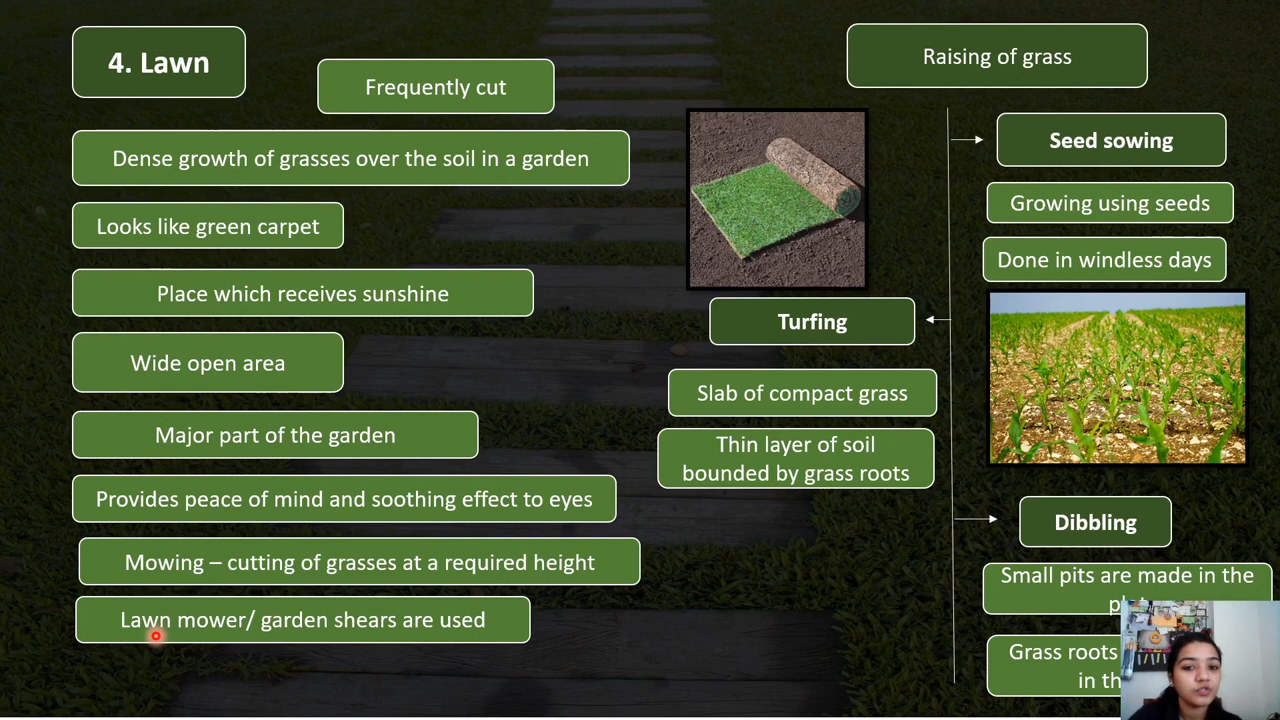 4. Lawn
Frequently cut
Dense growth of grasses over the soil in a garden
Looks like green carpet
Place which receives sunshine
Wide open area
Major part of the garden
Provides peace of mind and soothing effect to eyes
Mowing – cutting of grasses at a required height
Lawn mower/ garden shears are used
Raising of grass
Seed sowing
Growing using seeds
Done in windless days
Turfing
Slab of compact grass
Thin layer of soil
bounded by grass roots
Dibbling
Small pits are made in the
Grass roots
in